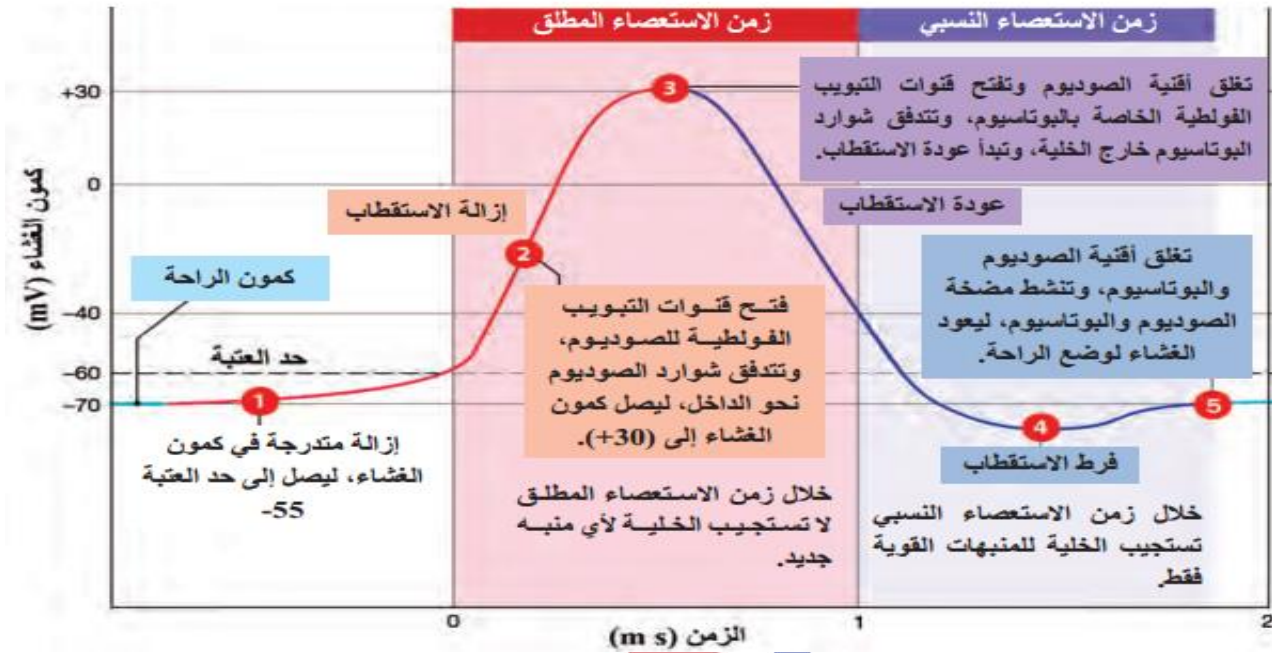 زمن الاستعصاء المطلق
زمن الاستعصاء النسبي
كمون الغشاء (mV)
+30
0
−40
−60
−70
3
تغلق أقنية الصوديوم وتفتح قنوات التبويب
الفولطية الخاصة بالبوتاسيوم، وتتدفق شوارد
البوتاسيوم خارج الخلية، وتبدأ عودة الاستقطاب.
عودة الاستقطاب
إزالة الاستقطاب
2
كمون الراحة
فتح قنوات التبويب
الفولطية للصوديوم،
وتتدفق شوارد الصوديوم
نحو الداخل، ليصل كمون
الغشاء إلى (30+).
تغلق أقنية الصوديوم
والبوتاسيوم، وتنشط مضخة
الصوديوم والبوتاسيوم، ليعود
الغشاء لوضع الراحة.
حد العتبة
1
5
4
إزالة متدرجة في كمون
الغشاء، ليصل إلى حد العتبة
-55
فرط الاستقطاب
خلال زمن الاستعصاء المطلق
لا تستجيب الخلية لأي منبه
جديد.
خلال زمن الاستعصاء النسبي
تستجيب الخلية للمنبهات القوية
فقط.
0
1
2
الزمن (m s)